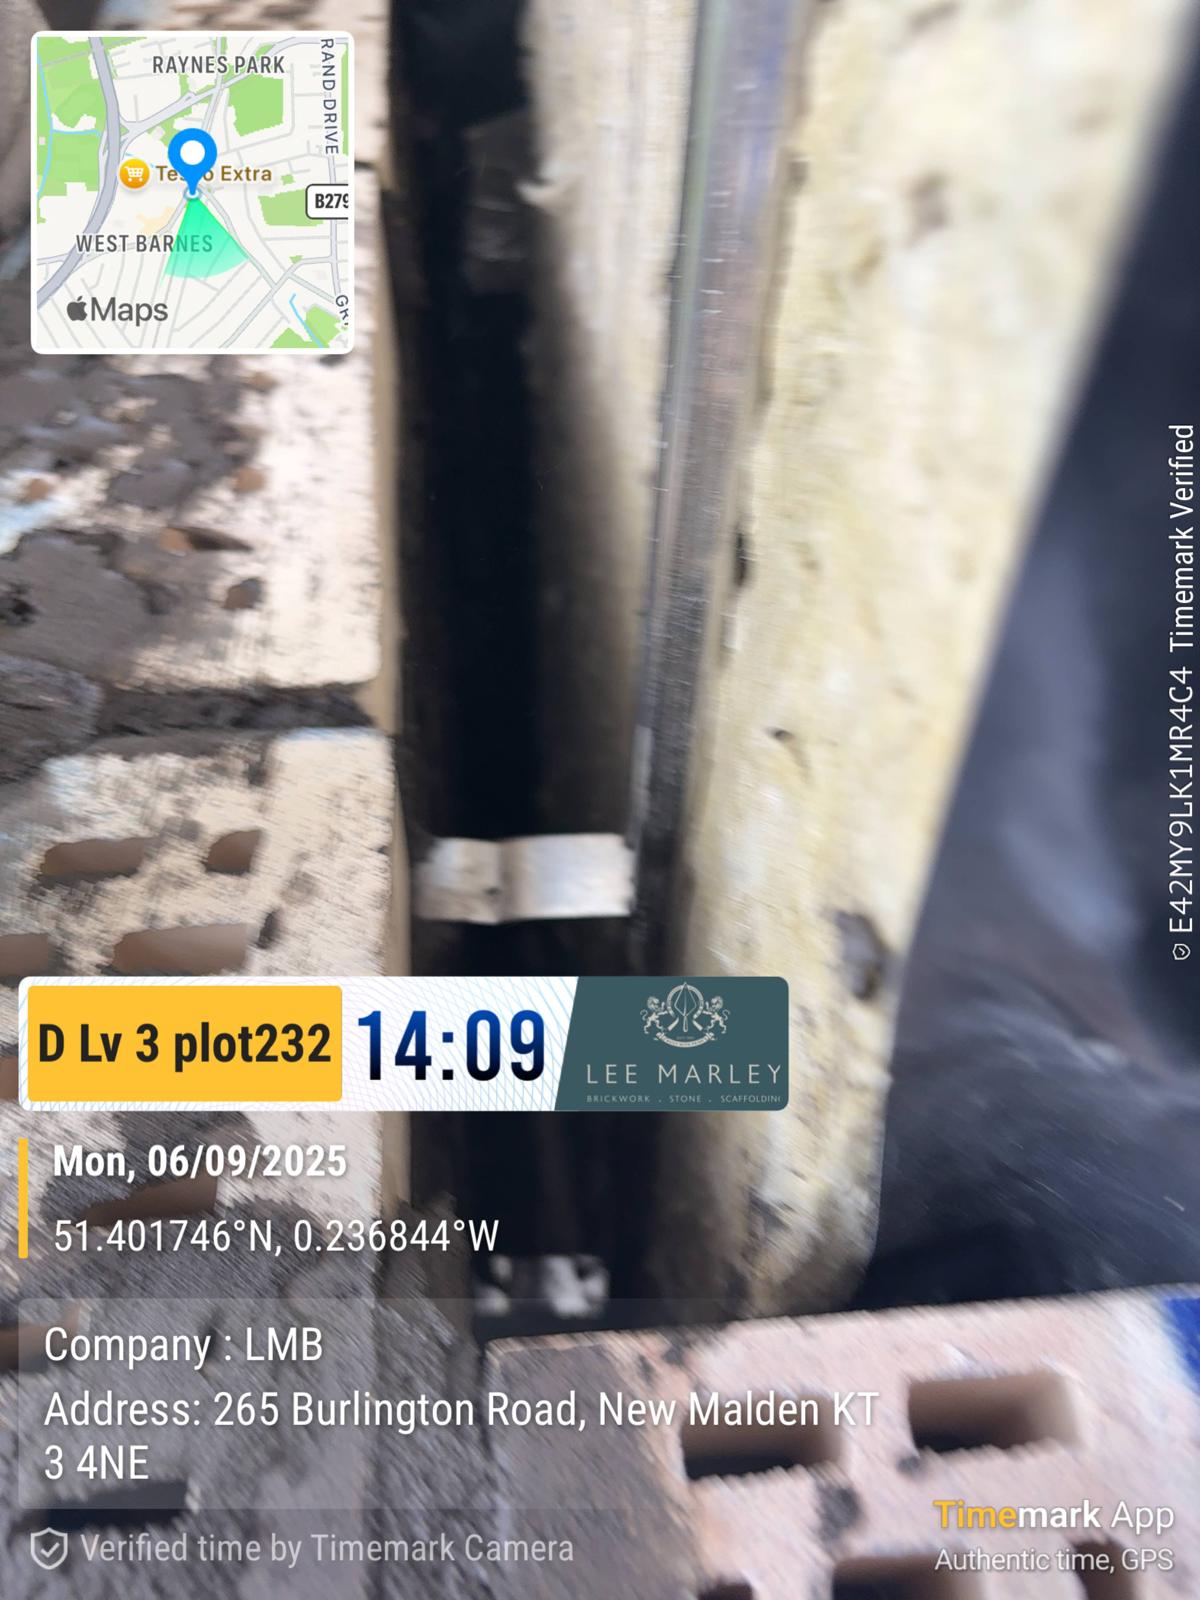 RAYNES PARK
RAND DRIVE
Extra
B279
WEST BARNES
Maps
E42MY9LK1MR4C4 Timemark Verified
D Lv 3 plot232
14:09
LEE MARLEY
BRICKWORK . STONE . SCAFFOLDING
Mon, 06/09/2025
51.401746°N, 0.236844°W
Company : LMB
Address: 265 Burlington Road, New Malden KT
3 4NE
Verified time by Timemark Camera
Timemark App
Authentic time, GPS